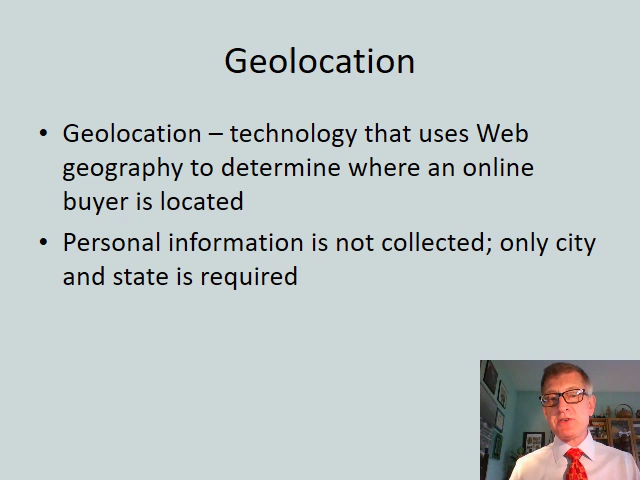 Geolocation
• Geolocation – technology that uses Web
geography to determine where an online
buyer is located
• Personal information is not collected; only city
and state is required